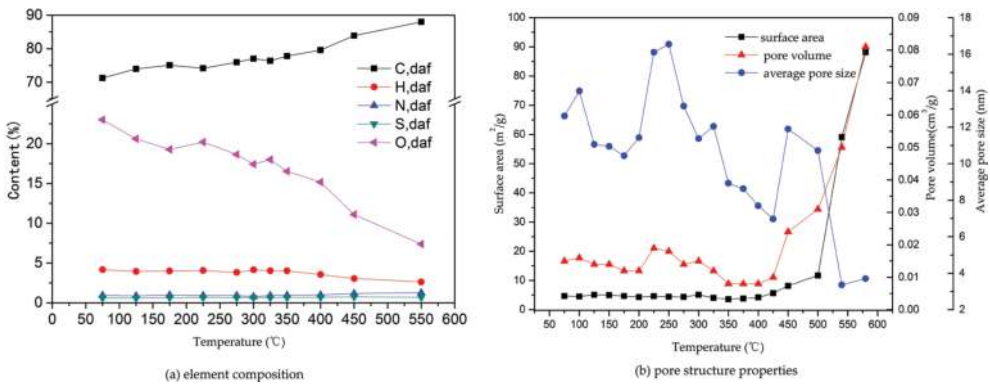 90
80
70
20
15
10
5
0
Content(%)
C,daf
H,daf
N,daf
S,daf
O,daf
0 50 100 150 200 250 300 350 400 450 500 550 600
Temperature (℃)
(a) element composition
100
90
80
70
60
50
40
30
20
10
0
Surface area (m²/g)
surface area
pore volume
average pore size
0.09
0.08
0.07
0.06
0.05
0.04
0.03
0.02
0.01
0.00
Pore volume(cm³/g)
18
16
14
12
10
8
6
4
2
Average pore size (nm)
50 100 150 200 250 300 350 400 450 500 540 600
Temperature (℃)
(b) pore structure properties